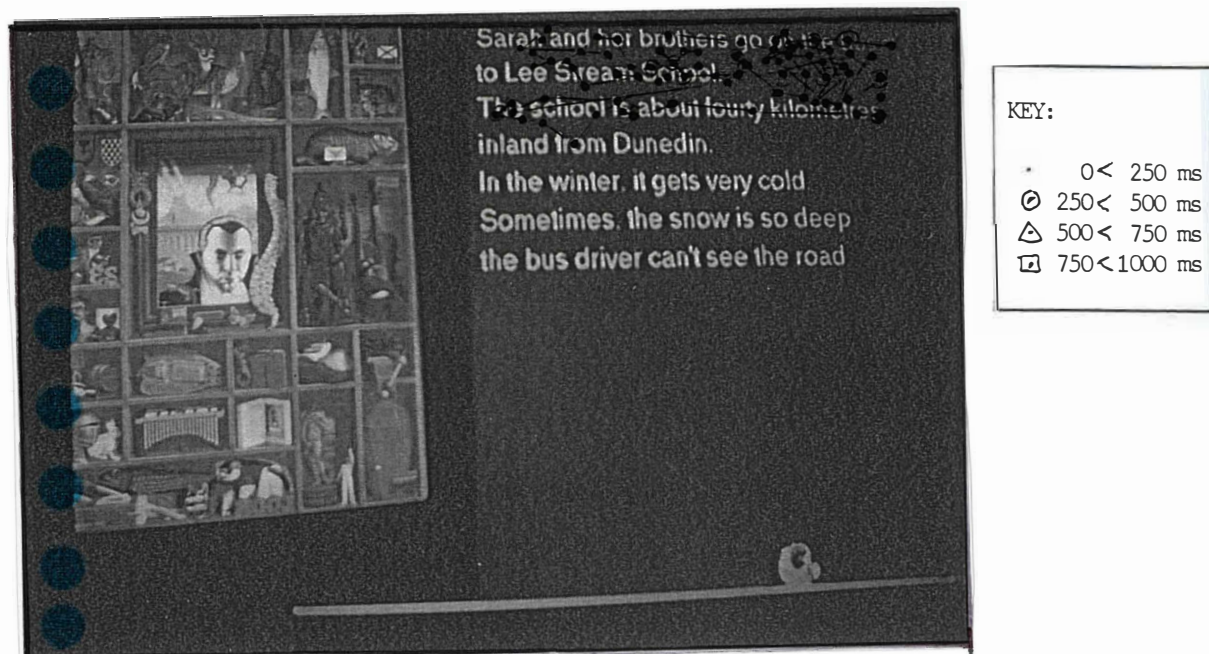 Sarah and her brothers go on the
to Lee Stream School.
The school is about fourty kilometres
inland from Dunedin.
In the winter, it gets very cold
Sometimes, the snow is so deep
the bus driver can't see the road
KEY:
0< 250 ms
250< 500 ms
500< 750 ms
750<1000 ms